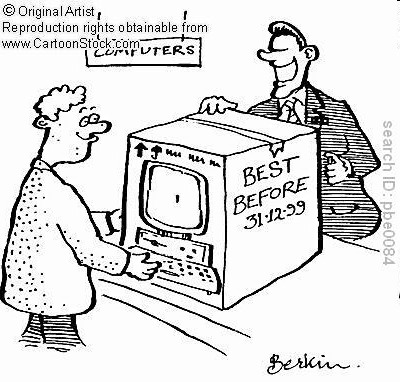 © Original Artist
Reproduction rights obtainable from
www.CartoonStock.com
COMPUTERS
BEST
BEFORE
31-12-99
search ID: pbe0084
Berkin.